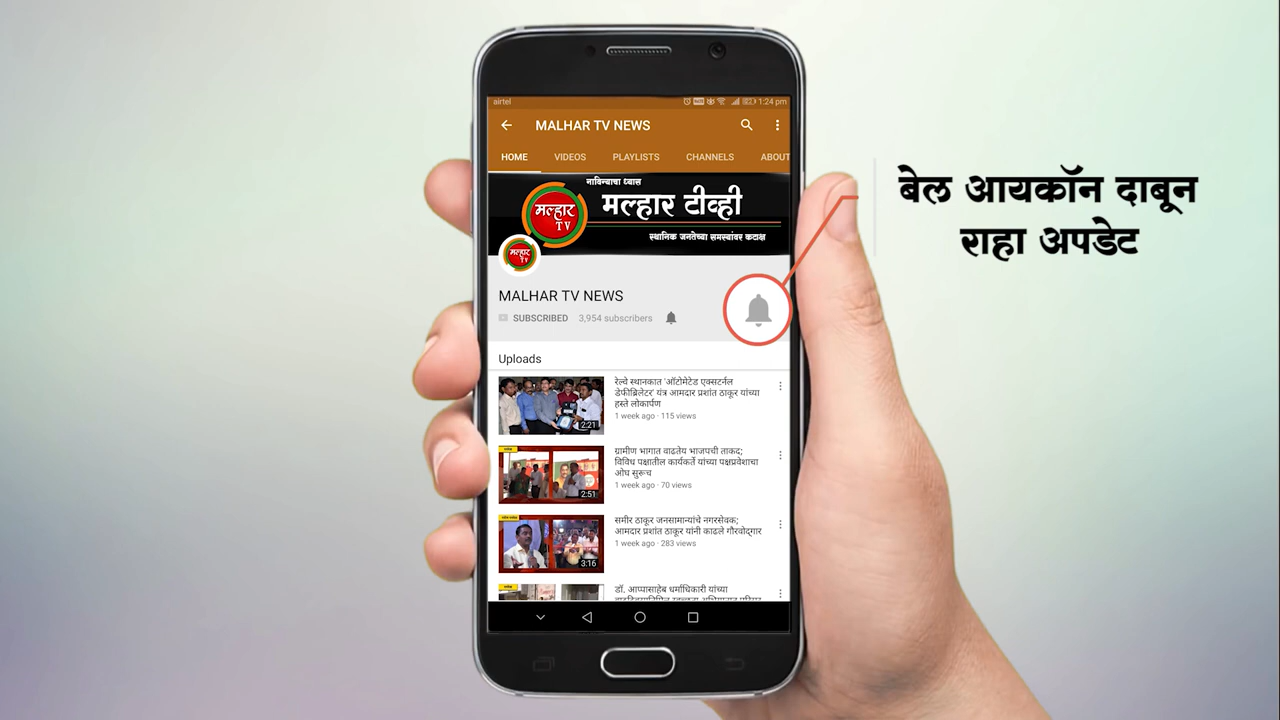 airtel
1:24 pm
MALHAR TV NEWS
HOME VIDEOS PLAYLISTS CHANNELS ABOUT
नाविन्याचा ध्यास
मल्हार टीव्ही
मल्हार
TV
स्थानिक जनतेच्या समस्यांवर कटाक्ष
मल्हार
TV
MALHAR TV NEWS
SUBSCRIBED 3,954 subscribers
बेल आयकॉन दाबून
राहा अपडेट
Uploads
रेल्वे स्थानकात 'ऑटोमेटेड एक्सटर्नल
डेफीब्रिलेटर' यंत्र आमदार प्रशांत ठाकूर यांच्या
हस्ते लोकार्पण
1 week ago · 115 views
2:21
ग्रामीण भागात वाढतेय भाजपची ताकद;
विविध पक्षातील कार्यकर्ते यांच्या पक्षप्रवेशाचा
ओघ सुरूच
1 week ago · 70 views
2:51
समीर ठाकूर जनसामान्यांचे नगरसेवक;
आमदार प्रशांत ठाकूर यांनी काढले गौरवोद्गार
1 week ago · 283 views
3:16
डॉ. आप्पासाहेब धर्माधिकारी यांच्या